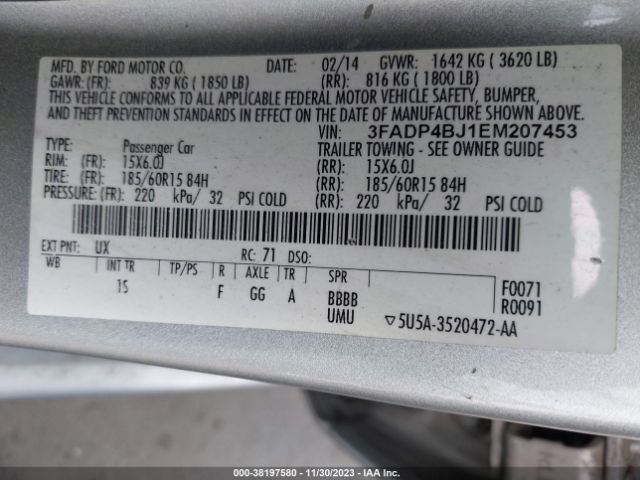 MFD. BY FORD MOTOR CO. DATE: 02/14 GVWR: 1642 KG ( 3620 LB)
GAWR: (FR): 839 KG ( 1850 LB) (RR): 816 KG ( 1800 LB)
THIS VEHICLE CONFORMS TO ALL APPLICABLE FEDERAL MOTOR VEHICLE SAFETY, BUMPER,
AND THEFT PREVENTION STANDARDS IN EFFECT ON THE DATE OF MANUFACTURE SHOWN ABOVE.
VIN: 3FADP4BJ1EM207453
TYPE: Passenger Car TRAILER TOWING - SEE OWNER GUIDE
RIM: (FR): 15X6.0J (RR): 15X6.0J
TIRE: (FR): 185/60R15 84H (RR): 185/60R15 84H
PRESSURE: (FR): 220 kPa/ 32 PSI COLD (RR): 220 kPa/ 32 PSI COLD
EXT PNT: UX RC: 71 DSO:
WB INT TR TP/PS R AXLE TR SPR F0071
1S F GG A BBBB R0091
UMU ▽5U5A-3520472-AA
000-38197580 - 11/30/2023 - IAA Inc.